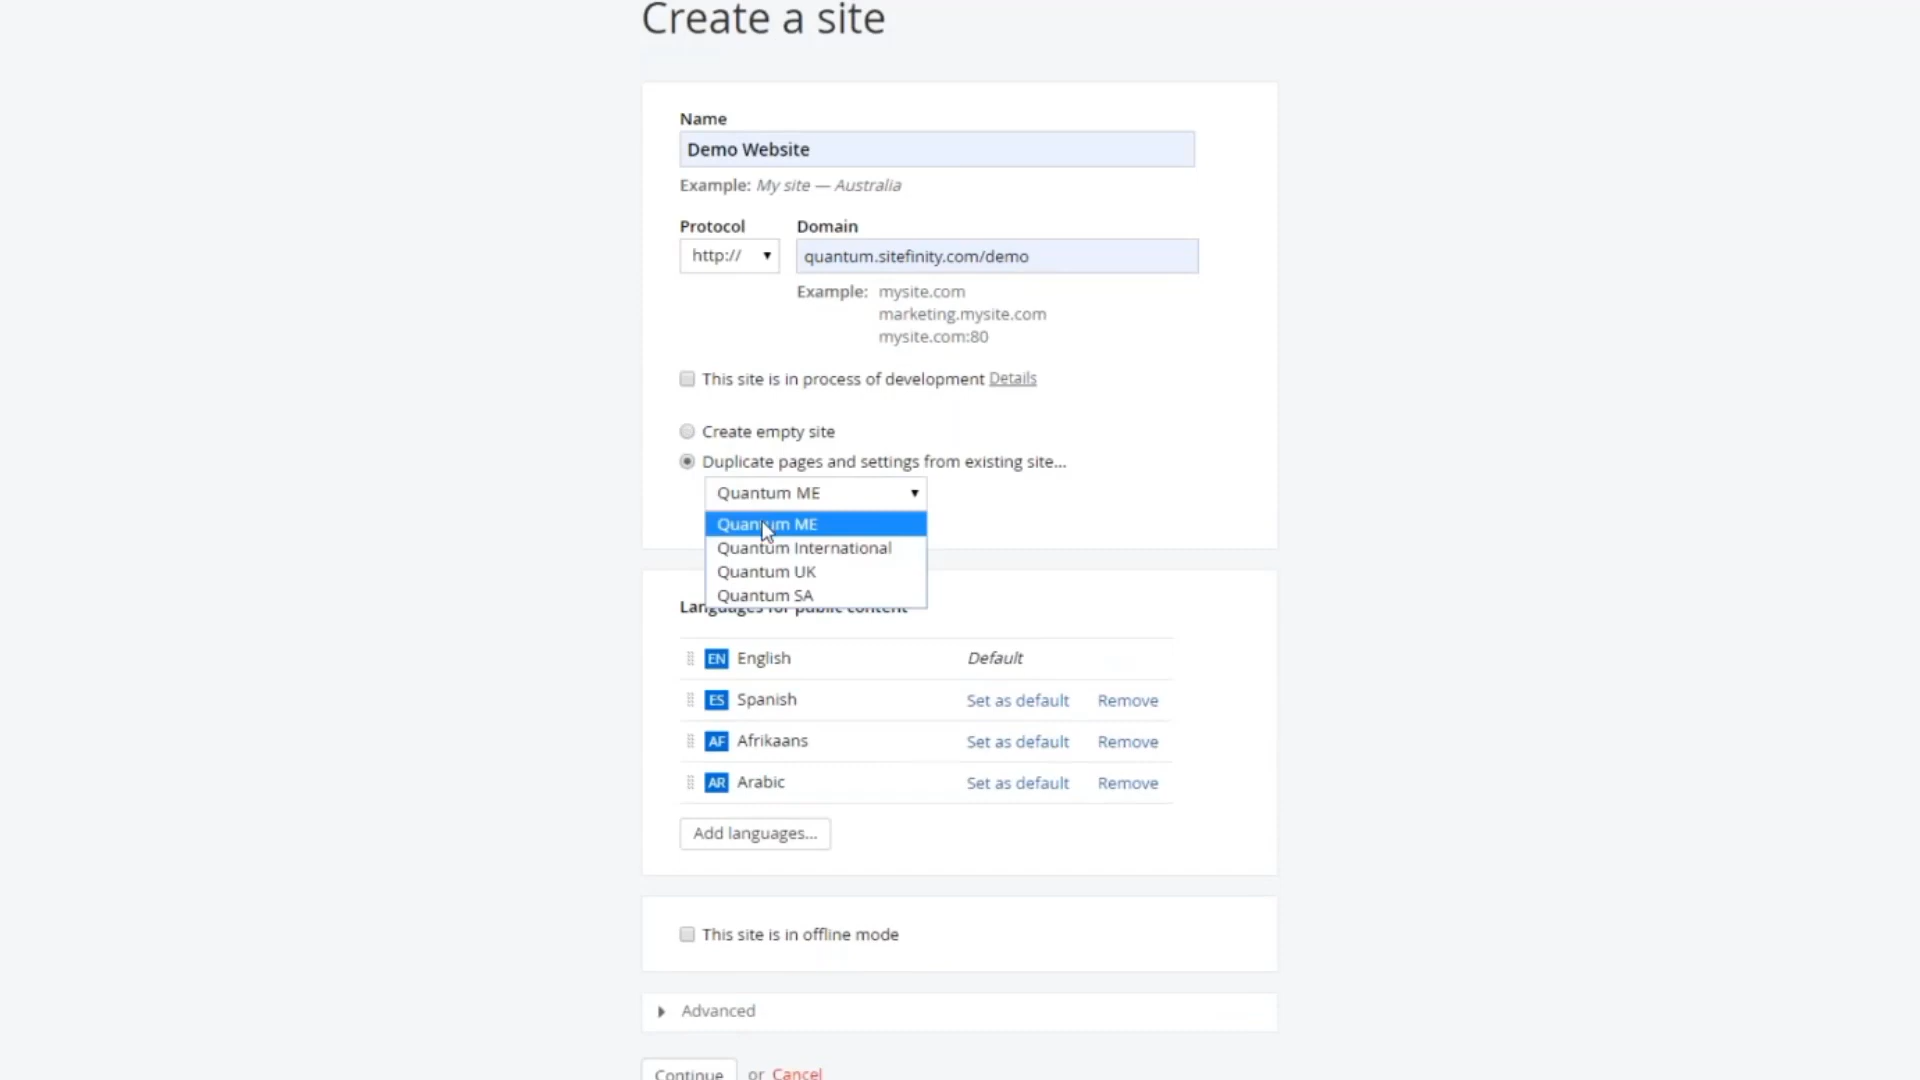 Create a site
Name
Demo Website
Example: My site — Australia
Protocol Domain
http:// quantum.sitefinity.com/demo
Example: mysite.com
marketing.mysite.com
mysite.com:80
This site is in process of development Details
Create empty site
Duplicate pages and settings from existing site...
Quantum ME
Quantum ME
Quantum International
Quantum UK
Quantum SA
Languages for public content
EN English Default
ES Spanish Set as default Remove
AF Afrikaans Set as default Remove
AR Arabic Set as default Remove
Add languages...
This site is in offline mode
Advanced
Continue or Cancel